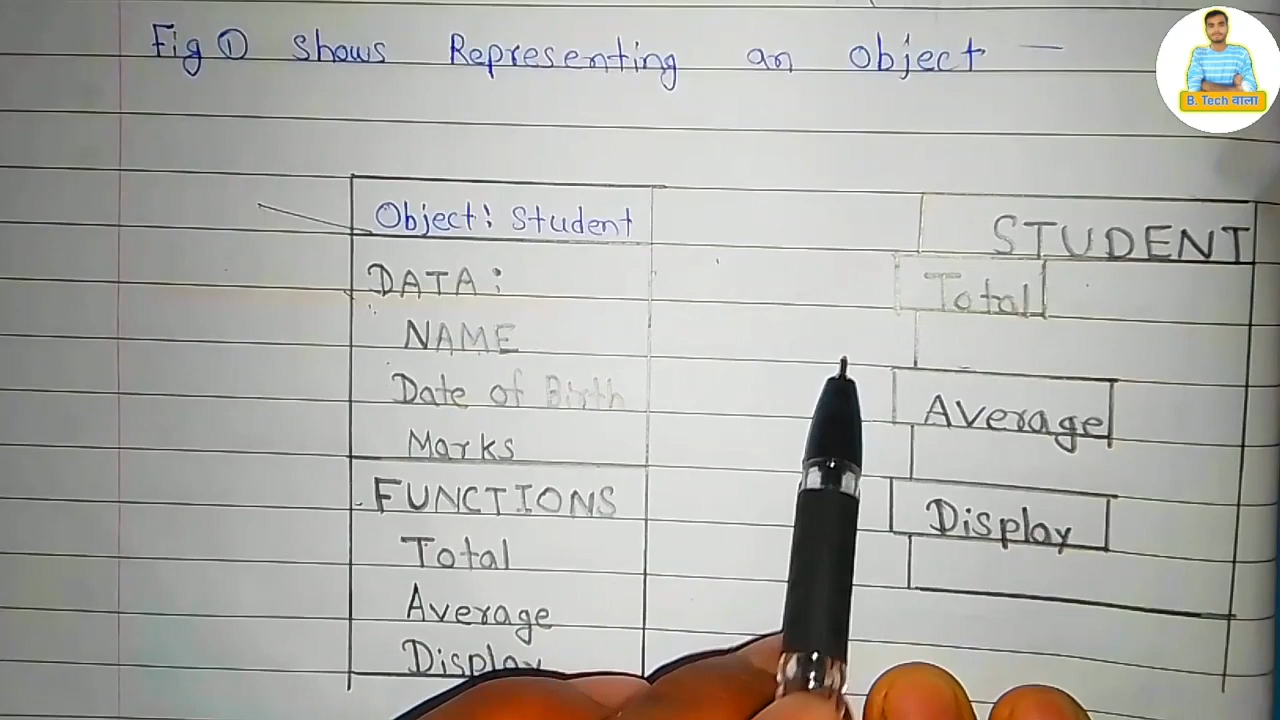 Fig ① Shows Representing an object —
Object: Student
DATA:
NAME
Date of Birth
Marks
FUNCTIONS
Total
Average
Display
STUDENT
Total
Average
Display
B. Tech वाला